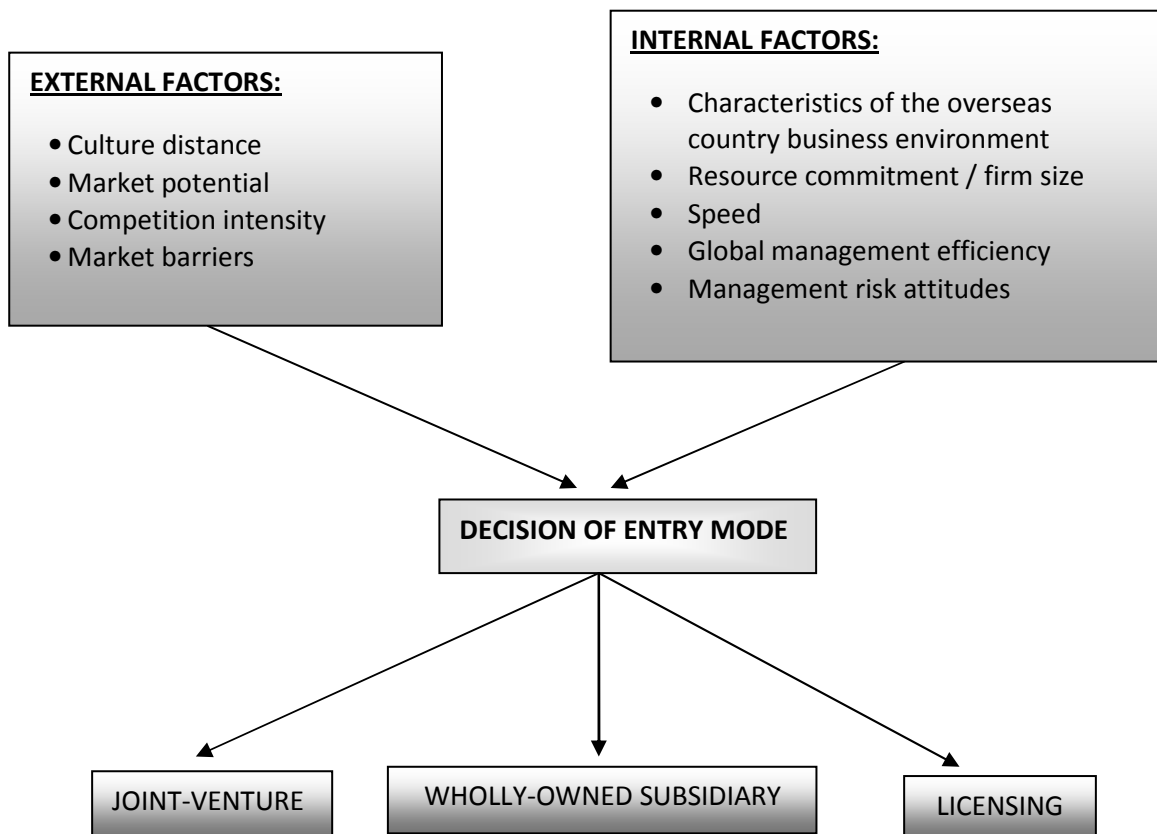 EXTERNAL FACTORS:
• Culture distance
• Market potential
• Competition intensity
• Market barriers
INTERNAL FACTORS:
• Characteristics of the overseas
country business environment
• Resource commitment / firm size
• Speed
• Global management efficiency
• Management risk attitudes
DECISION OF ENTRY MODE
JOINT-VENTURE
WHOLLY-OWNED SUBSIDIARY
LICENSING